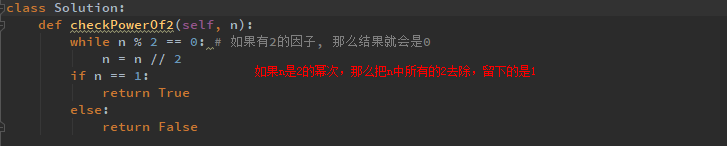 class Solution:
def checkPowerOf2(self, n):
while n % 2 == 0: # 如果有2的因子, 那么结果就会是0
n = n // 2
如果n是2的幂次，那么把n中所有的2去除，留下的是1
if n == 1:
return True
else:
return False